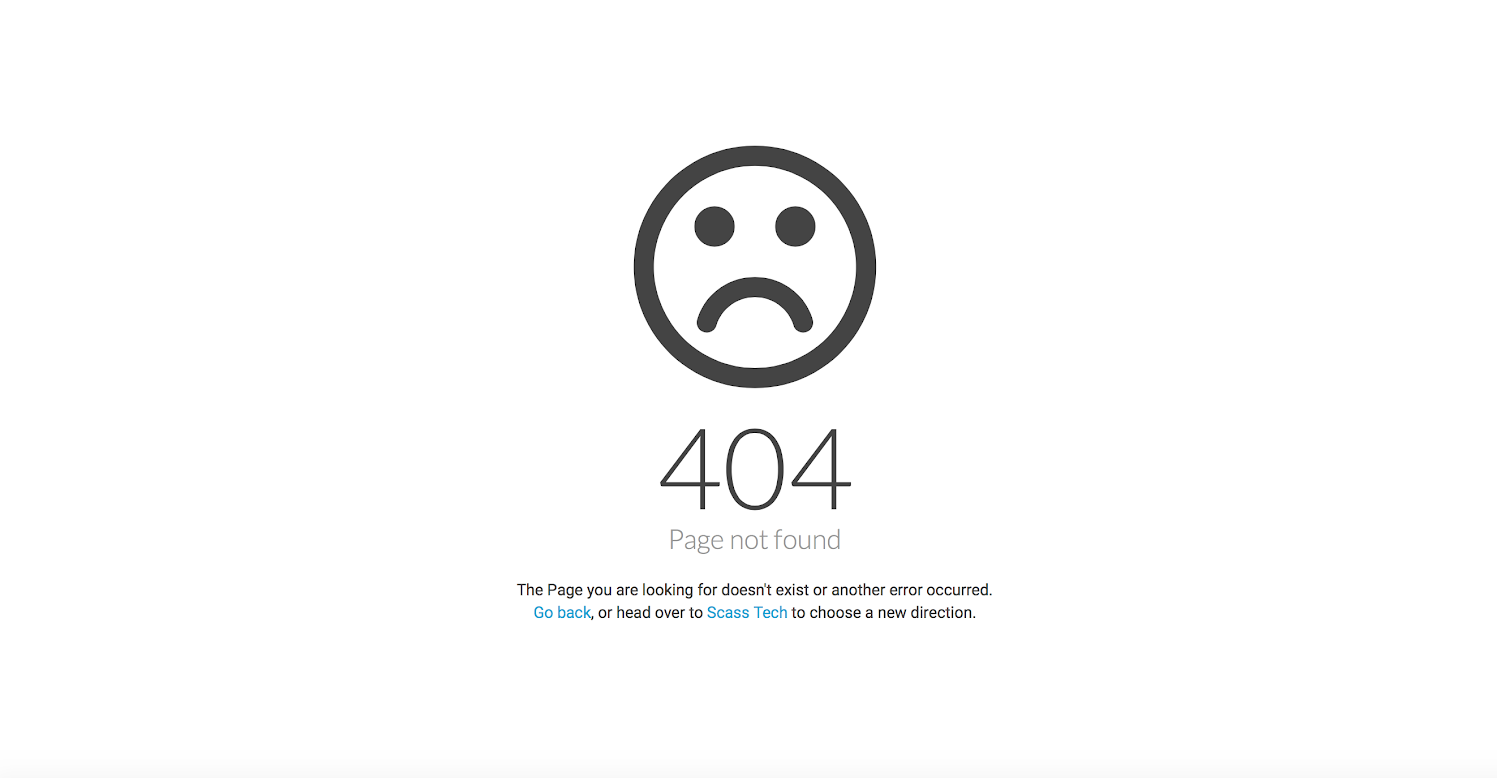 404
Page not found
The Page you are looking for doesn't exist or another error occurred.
Go back, or head over to Scass Tech to choose a new direction.